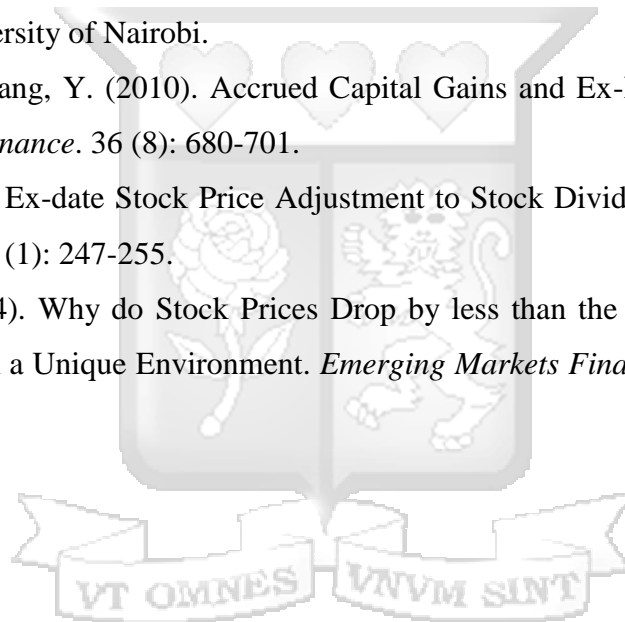 ersity of Nairobi.
ang, Y. (2010). Accrued Capital Gains and Ex-
nance. 36 (8): 680-701.
Ex-date Stock Price Adjustment to Stock Divid
(1): 247-255.
4). Why do Stock Prices Drop by less than the
a Unique Environment. Emerging Markets Fina
VT OMNES VNVM SINT